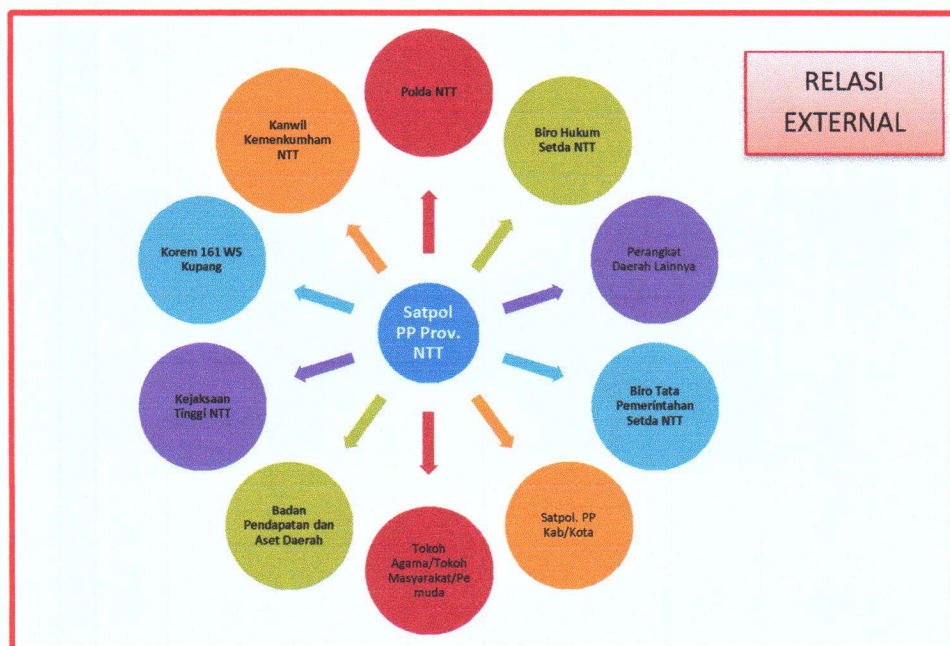 RELASI
EXTERNAL
Polda NTT
Biro Hukum
Setda NTT
Perangkat
Daerah Lainnya
Biro Tata
Pemerintahan
Setda NTT
Satpol. PP
Kab/Kota
Tokoh
Agama/Tokoh
Masyarakat/Pe
muda
Badan
Pendapatan dan
Aset Daerah
Kejaksaan
Tinggi NTT
Korem 161 WS
Kupang
Kanwil
Kemenkumham
NTT
Satpol
PP Prov.
NTT